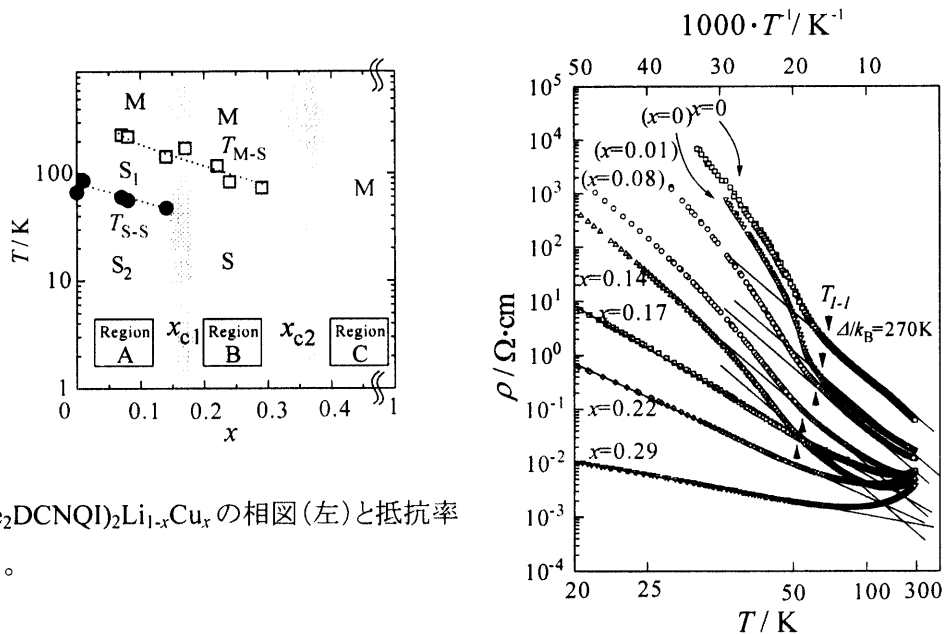 T / K
100
10
1
M
M
T_M-S
S₁
M
T_S-S
S₂
S
Region A
x_c1
Region B
x_c2
Region C
0 0.1 0.2 0.3 0.4 1
x
e₂DCNQI)₂Li₁₋ₓCuₓ の相図(左)と抵抗率
。
1000·T⁻¹/ K⁻¹
50 40 30 20 10
ρ / Ω·cm
10⁵
10⁴
10³
10²
10¹
10⁰
10⁻¹
10⁻²
10⁻³
10⁻⁴
(x=0) x=0
(x=0.01)
(x=0.08)
x=0.14
x=0.17
x=0.22
x=0.29
T_I-I
Δ/k_B=270K
20 25 50 100 300
T / K